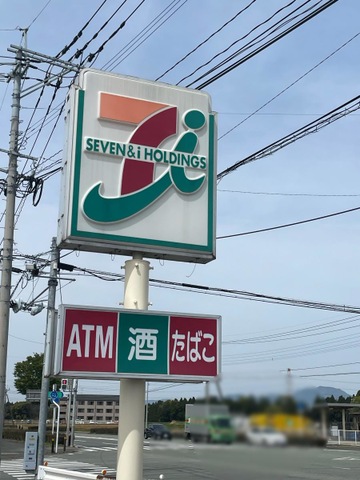 SEVEN & i HOLDINGS
ATM 酒 たばこ